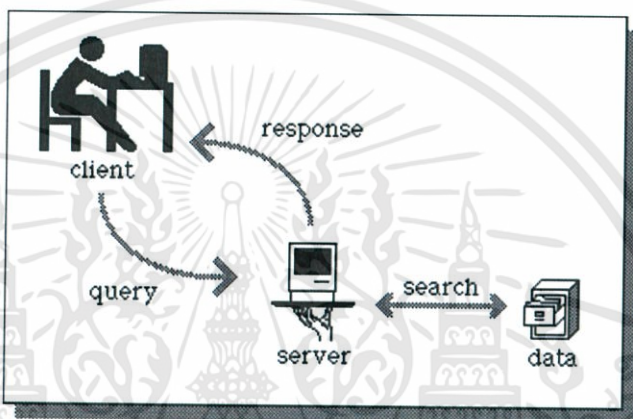 response
client
query
search
server
data